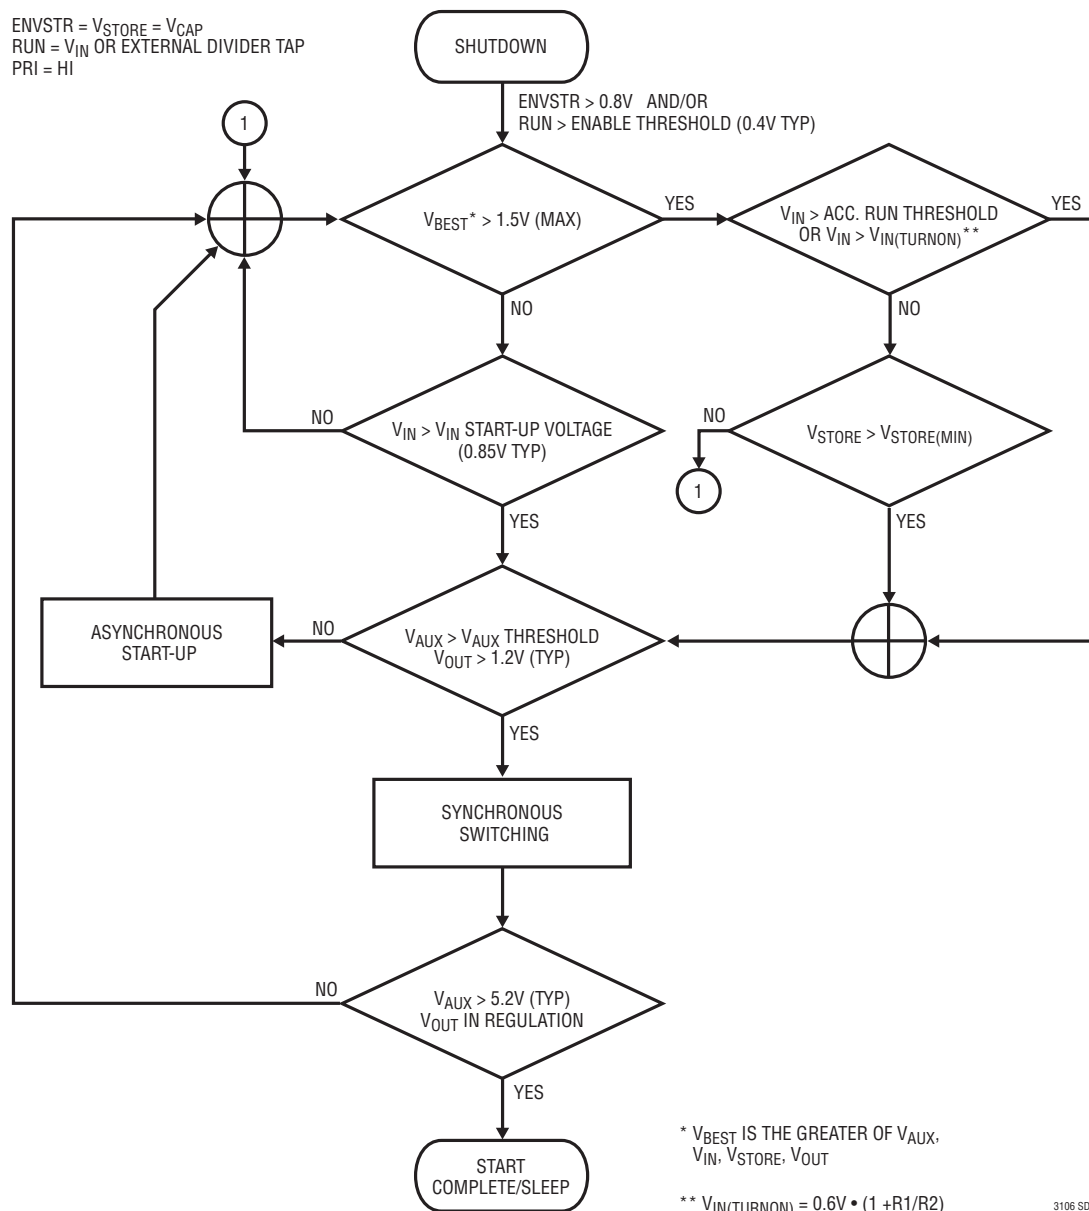 ENVSTR = VSTORE = VCAP
RUN = VIN OR EXTERNAL DIVIDER TAP
PRI = HI
SHUTDOWN
ENVSTR > 0.8V AND/OR
RUN > ENABLE THRESHOLD (0.4V TYP)
1
VBEST* > 1.5V (MAX)
YES
VIN > ACC. RUN THRESHOLD
OR VIN > VIN(TURNON)**
YES
NO
NO
NO
VIN > VIN START-UP VOLTAGE
(0.85V TYP)
NO
VSTORE > VSTORE(MIN)
1
YES
YES
ASYNCHRONOUS
START-UP
NO
VAUX > VAUX THRESHOLD
VOUT > 1.2V (TYP)
YES
SYNCHRONOUS
SWITCHING
NO
VAUX > 5.2V (TYP)
VOUT IN REGULATION
YES
START
COMPLETE/SLEEP
* VBEST IS THE GREATER OF VAUX,
VIN, VSTORE, VOUT
** VIN(TURNON) = 0.6V • (1 +R1/R2)
3106 SD